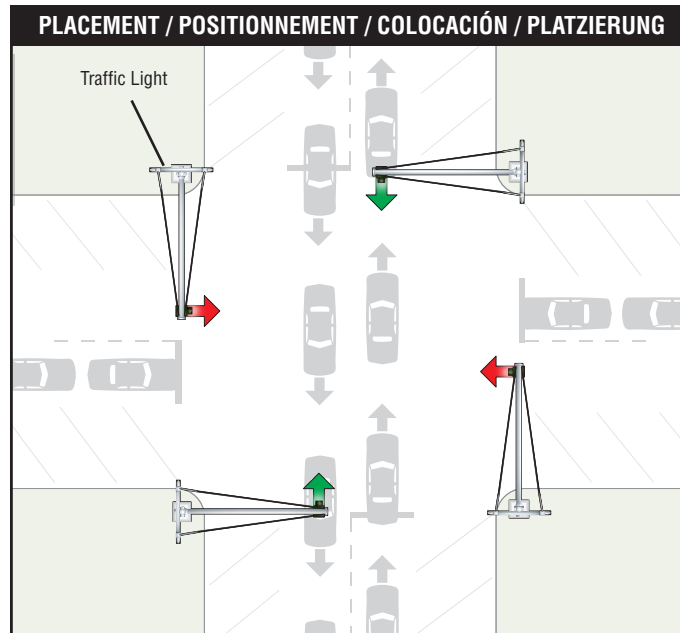 PLACEMENT / POSITIONNEMENT / COLOCACIÓN / PLATZIERUNG
Traffic Light